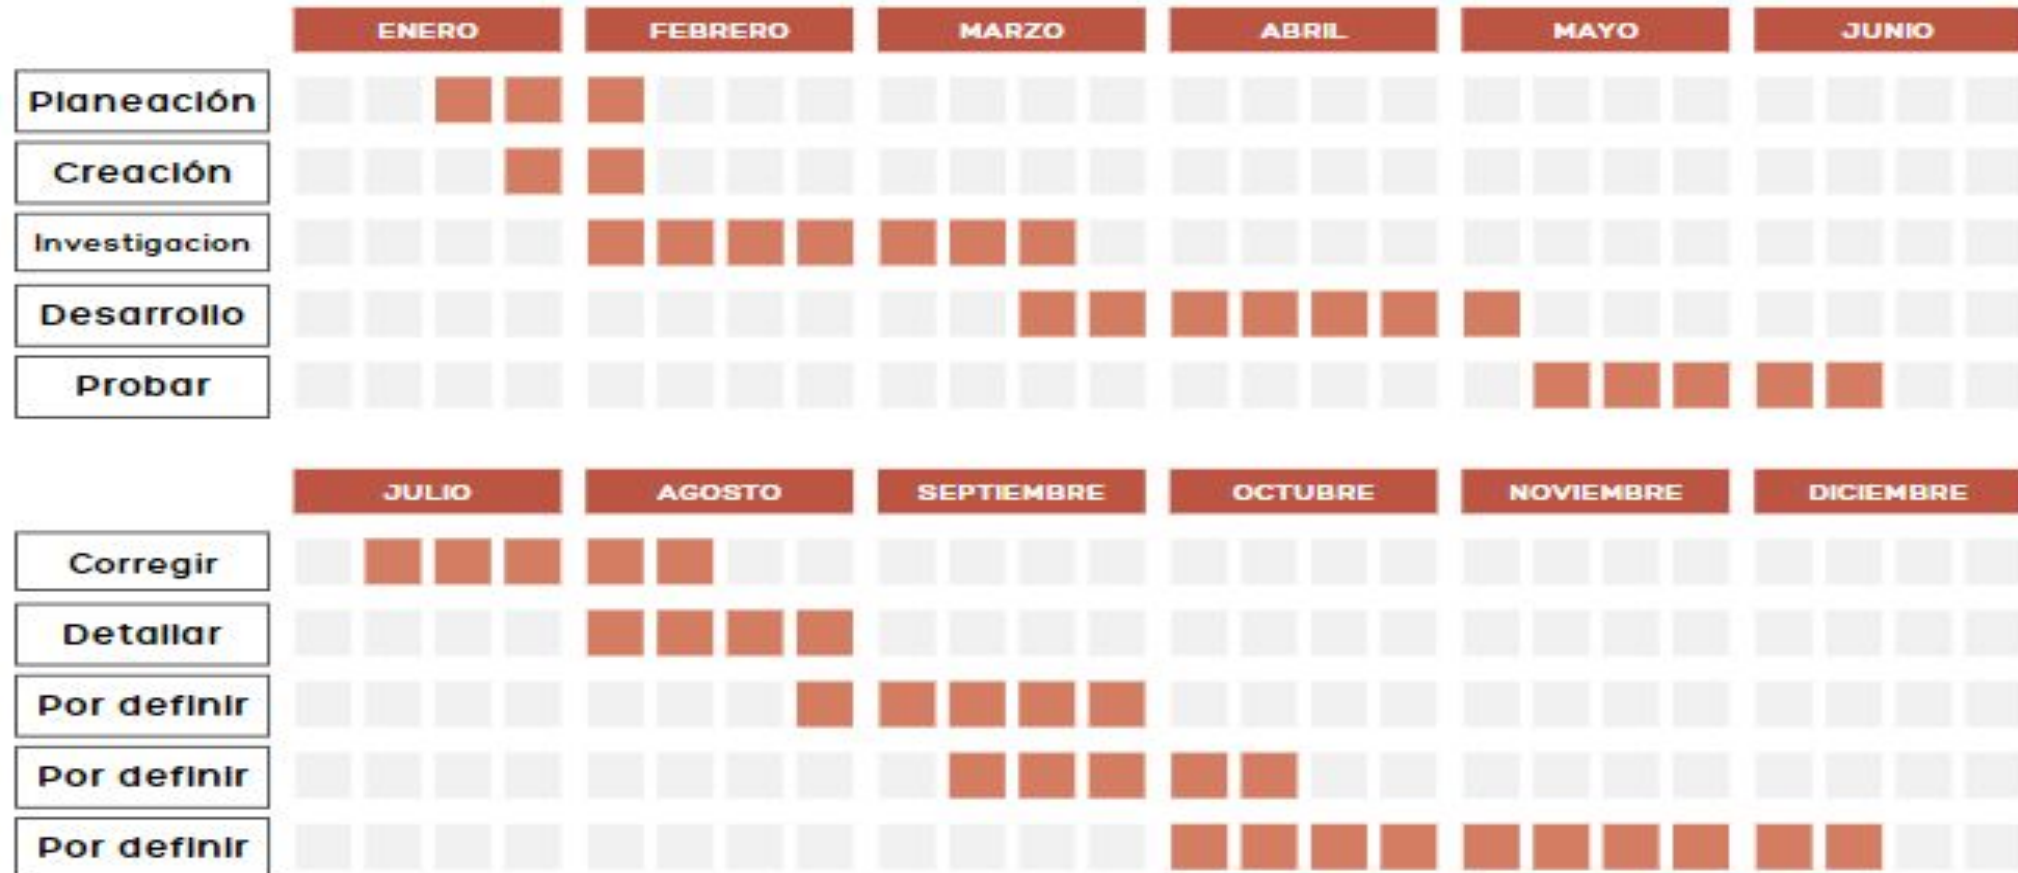 ENERO FEBRERO MARZO ABRIL MAYO JUNIO
Planeación
Creación
Investigacion
Desarrollo
Probar
JULIO AGOSTO SEPTIEMBRE OCTUBRE NOVIEMBRE DICIEMBRE
Corregir
Detallar
Por definir
Por definir
Por definir